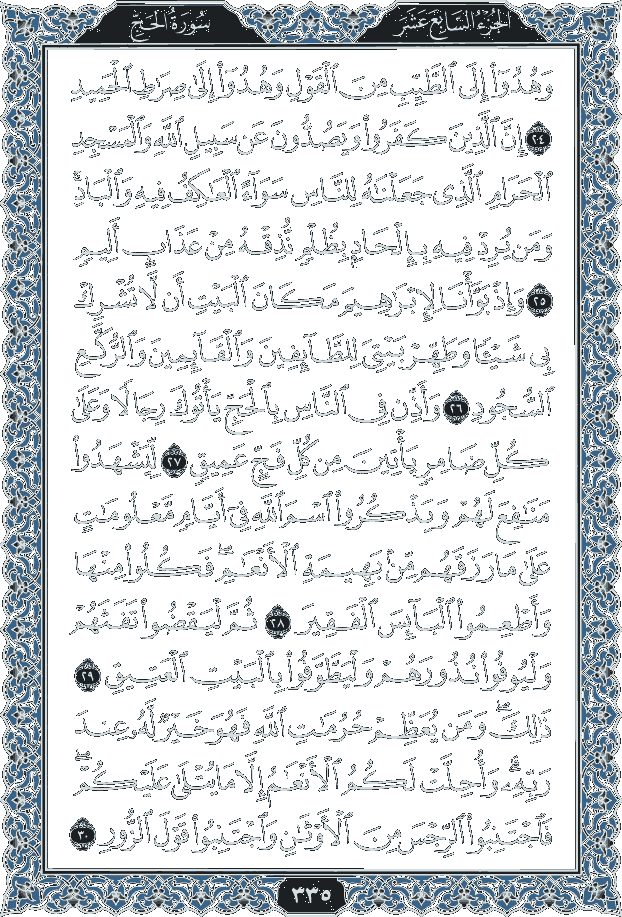 الجزء السابع عشر
سورة الحج
وَهُدُوٓاْ إِلَى ٱلطَّيِّبِ مِنَ ٱلْقَوْلِ وَهُدُوٓاْ إِلَىٰ صِرَٰطِ ٱلْحَمِيدِ
٢٤ إِنَّ ٱلَّذِينَ كَفَرُواْ وَيَصُدُّونَ عَن سَبِيلِ ٱللَّهِ وَٱلْمَسْجِدِ
ٱلْحَرَامِ ٱلَّذِى جَعَلْنَٰهُ لِلنَّاسِ سَوَآءً ٱلْعَٰكِفُ فِيهِ وَٱلْبَادِ
وَمَن يُرِدْ فِيهِ بِإِلْحَادٍۭ بِظُلْمٍ نُّذِقْهُ مِنْ عَذَابٍ أَلِيمٍ
٢٥ وَإِذْ بَوَّأْنَا لِإِبْرَٰهِيمَ مَكَانَ ٱلْبَيْتِ أَن لَّا تُشْرِكْ
بِى شَيْـًٔا وَطَهِّرْ بَيْتِىَ لِلطَّآئِفِينَ وَٱلْقَآئِمِينَ وَٱلرُّكَّعِ
ٱلسُّجُودِ ٢٦ وَأَذِّن فِى ٱلنَّاسِ بِٱلْحَجِّ يَأْتُوكَ رِجَالًا وَعَلَىٰ
كُلِّ ضَامِرٍ يَأْتِينَ مِن كُلِّ فَجٍّ عَمِيقٍ ٢٧ لِّيَشْهَدُواْ
مَنَٰفِعَ لَهُمْ وَيَذْكُرُواْ ٱسْمَ ٱللَّهِ فِىٓ أَيَّامٍ مَّعْلُومَٰتٍ
عَلَىٰ مَا رَزَقَهُم مِّنۢ بَهِيمَةِ ٱلْأَنْعَٰمِ ۖ فَكُلُواْ مِنْهَا
وَأَطْعِمُواْ ٱلْبَآئِسَ ٱلْفَقِيرَ ٢٨ ثُمَّ لْيَقْضُواْ تَفَثَهُمْ
وَلْيُوفُواْ نُذُورَهُمْ وَلْيَطَّوَّفُواْ بِٱلْبَيْتِ ٱلْعَتِيقِ ٢٩
ذَٰلِكَ ۖ وَمَن يُعَظِّمْ حُرُمَٰتِ ٱللَّهِ فَهُوَ خَيْرٌ لَّهُۥ عِندَ
رَبِّهِۦ ۗ وَأُحِلَّتْ لَكُمُ ٱلْأَنْعَٰمُ إِلَّا مَا يُتْلَىٰ عَلَيْكُمْ ۖ
فَٱجْتَنِبُواْ ٱلرِّجْسَ مِنَ ٱلْأَوْثَٰنِ وَٱجْتَنِبُواْ قَوْلَ ٱلزُّورِ ٣٠
٣٣٥